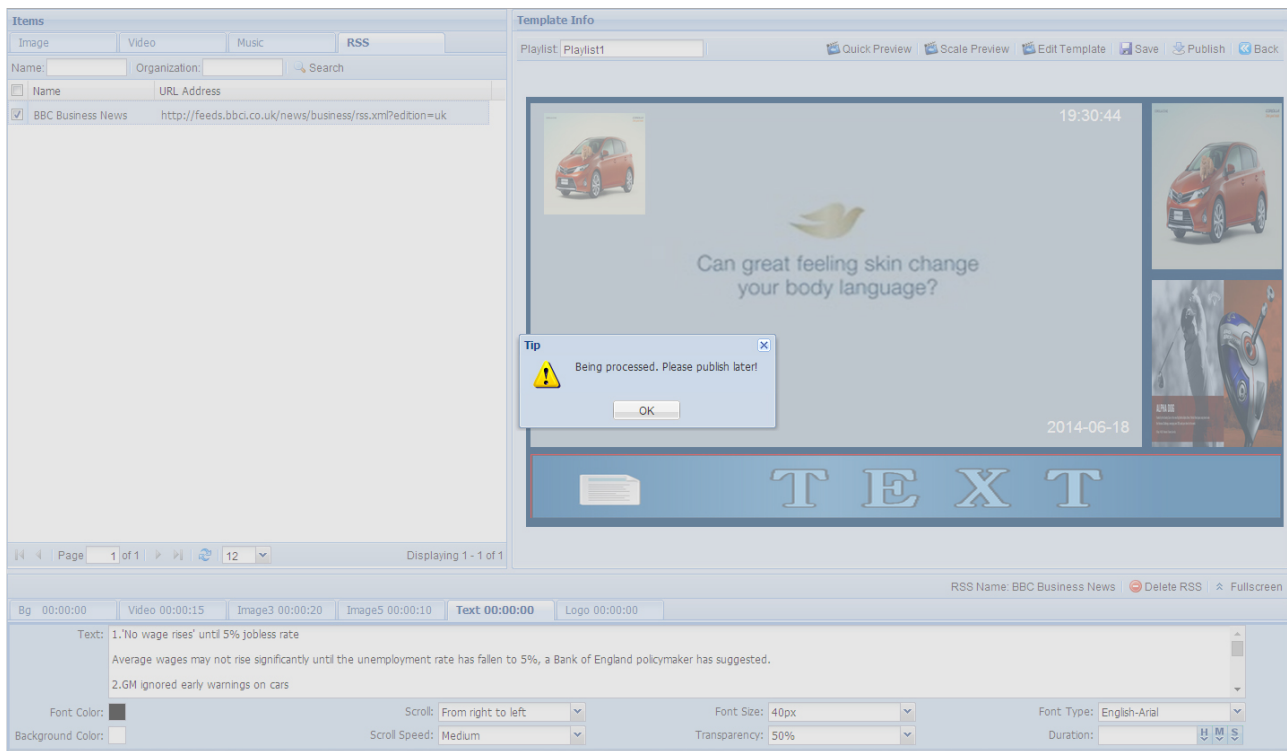 Items
Image Video Music RSS
Name: Organization: Search
Name URL Address
BBC Business News http://feeds.bbci.co.uk/news/business/rss.xml?edition=uk
Page 1 of 1 12 Displaying 1 - 1 of 1
Template Info
Playlist: Playlist1 Quick Preview Scale Preview Edit Template Save Publish Back
19:30:44
Can great feeling skin change
your body language?
2014-06-18
ALPHA DOG
TEXT
Tip
Being processed. Please publish later!
OK
RSS Name: BBC Business News Delete RSS Fullscreen
Bg 00:00:00 Video 00:00:15 Image3 00:00:20 Image5 00:00:10 Text 00:00:00 Logo 00:00:00
Text: 1.'No wage rises' until 5% jobless rate
Average wages may not rise significantly until the unemployment rate has fallen to 5%, a Bank of England policymaker has suggested.
2.GM ignored early warnings on cars
Font Color: Scroll: From right to left Font Size: 40px Font Type: English-Arial
Background Color: Scroll Speed: Medium Transparency: 50% Duration: H M S